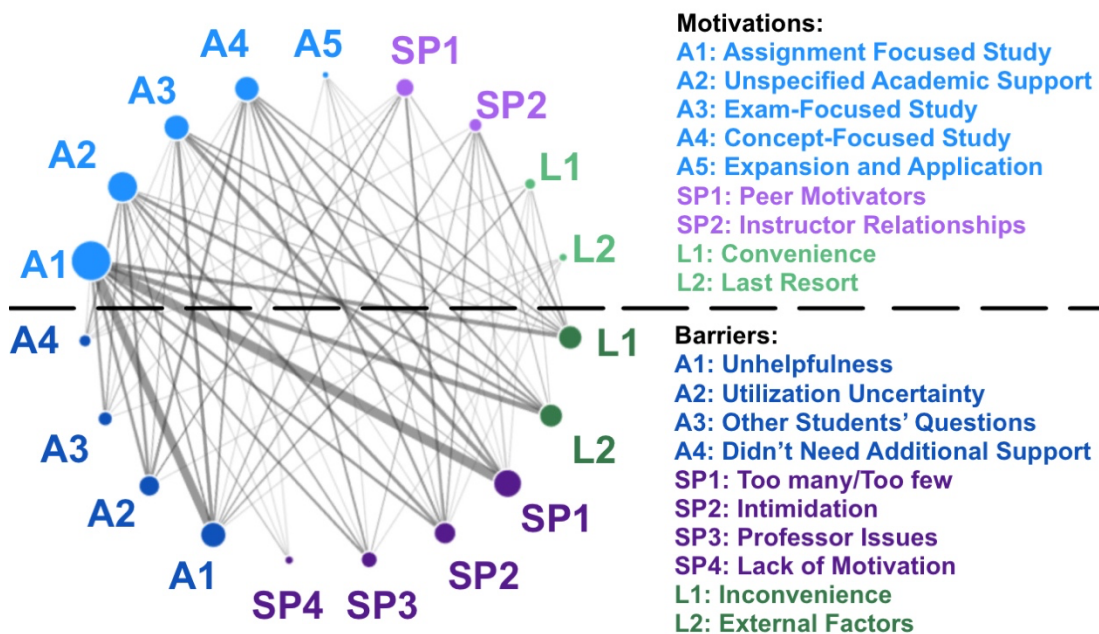 A4
A5
SP1
A3
SP2
A2
L1
A1
L2
A4
L1
A3
L2
A2
SP1
A1
SP2
SP4
SP3
Motivations:
A1: Assignment Focused Study
A2: Unspecified Academic Support
A3: Exam-Focused Study
A4: Concept-Focused Study
A5: Expansion and Application
SP1: Peer Motivators
SP2: Instructor Relationships
L1: Convenience
L2: Last Resort
Barriers:
A1: Unhelpfulness
A2: Utilization Uncertainty
A3: Other Students’ Questions
A4: Didn’t Need Additional Support
SP1: Too many/Too few
SP2: Intimidation
SP3: Professor Issues
SP4: Lack of Motivation
L1: Inconvenience
L2: External Factors